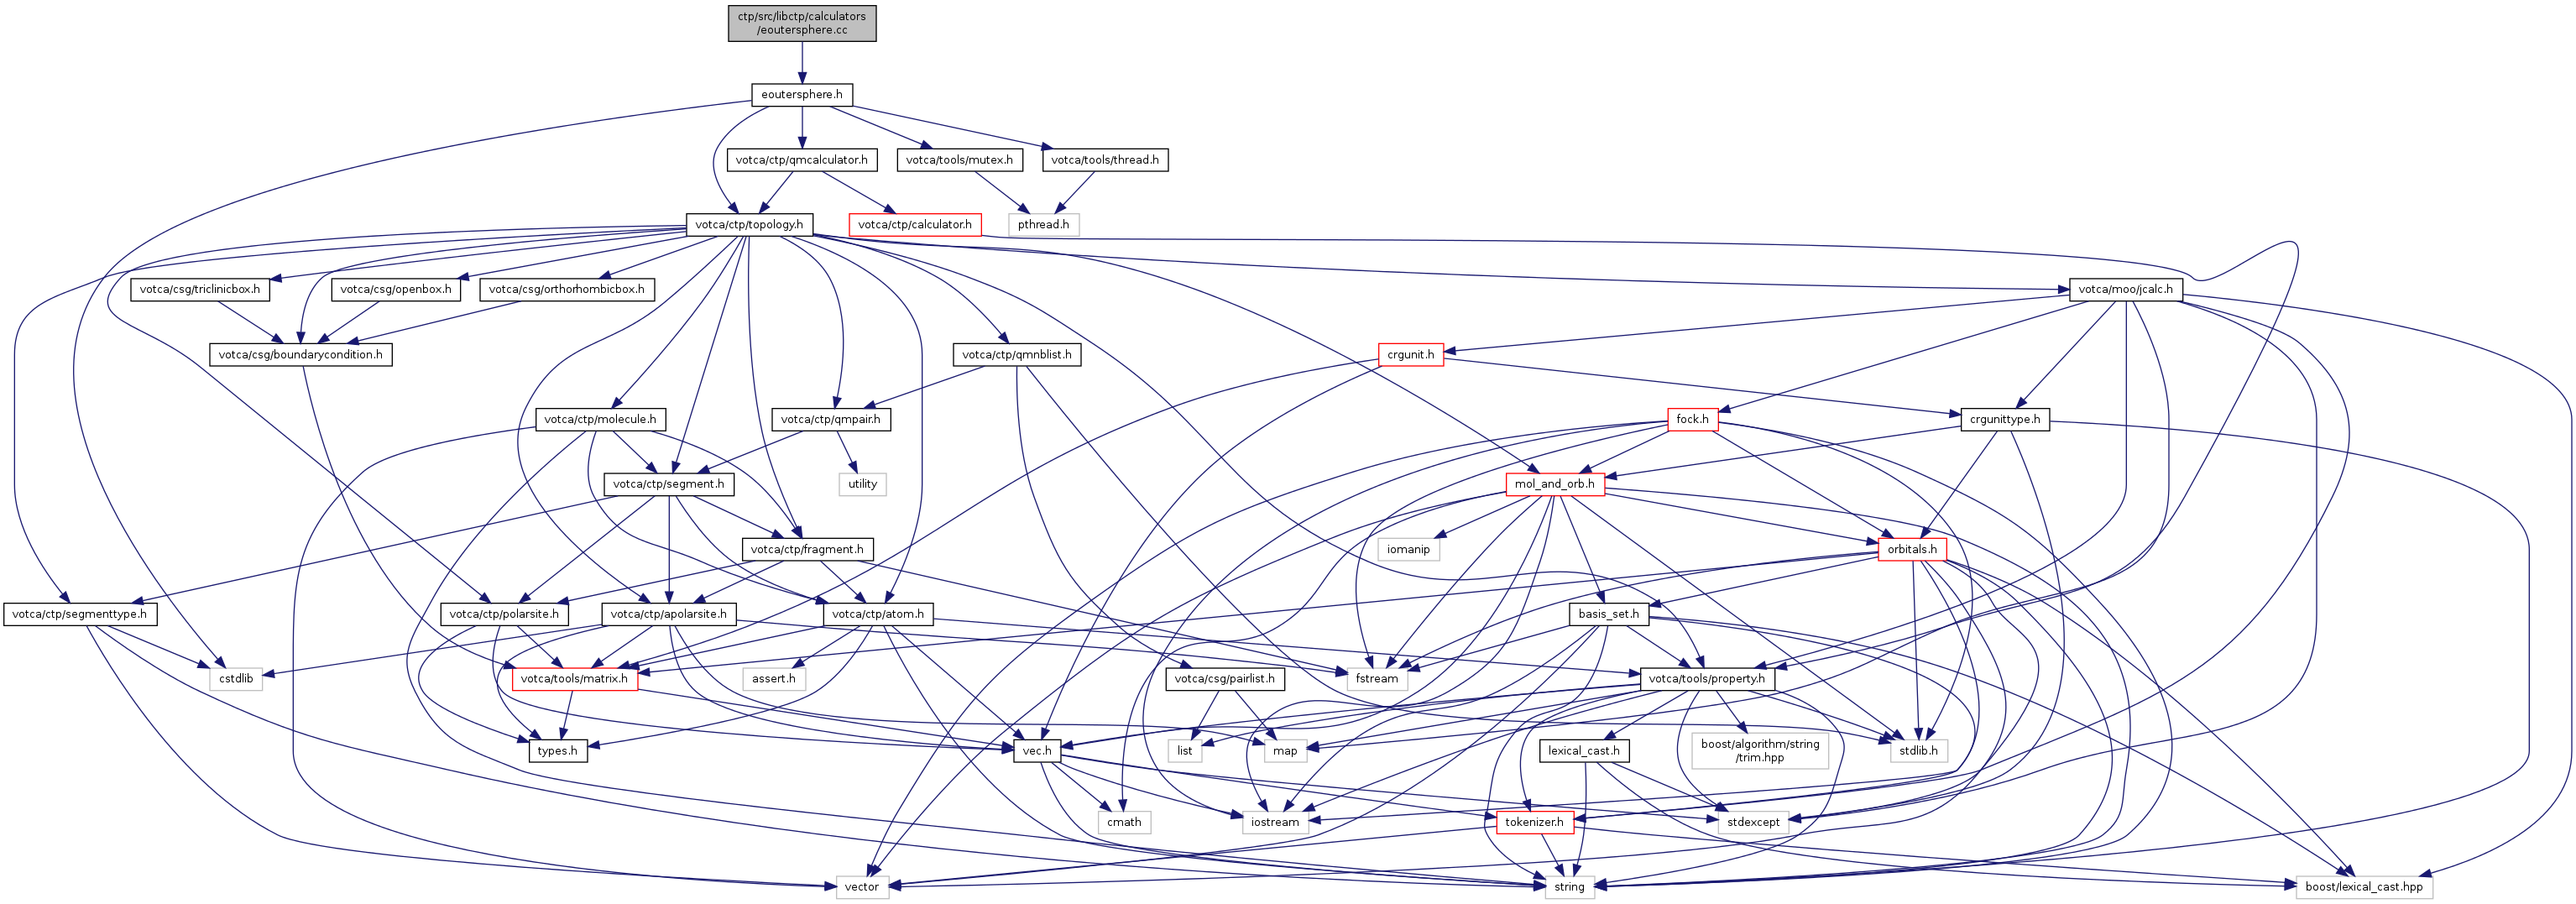 ctp/src/libctp/calculators
/eoutersphere.cc
eoutersphere.h
votca/ctp/qmcalculator.h
votca/tools/mutex.h
votca/tools/thread.h
votca/ctp/topology.h
votca/ctp/calculator.h
pthread.h
votca/csg/triclinicbox.h
votca/csg/openbox.h
votca/csg/orthorhombicbox.h
votca/moo/jcalc.h
votca/csg/boundarycondition.h
votca/ctp/qmnblist.h
crgunit.h
votca/ctp/molecule.h
votca/ctp/qmpair.h
fock.h
crgunittype.h
votca/ctp/segment.h
utility
mol_and_orb.h
votca/ctp/fragment.h
iomanip
orbitals.h
votca/ctp/segmenttype.h
votca/ctp/polarsite.h
votca/ctp/apolarsite.h
votca/ctp/atom.h
basis_set.h
cstdlib
votca/tools/matrix.h
assert.h
votca/csg/pairlist.h
fstream
votca/tools/property.h
types.h
vec.h
list
map
lexical_cast.h
boost/algorithm/string
/trim.hpp
stdlib.h
cmath
iostream
tokenizer.h
stdexcept
vector
string
boost/lexical_cast.hpp